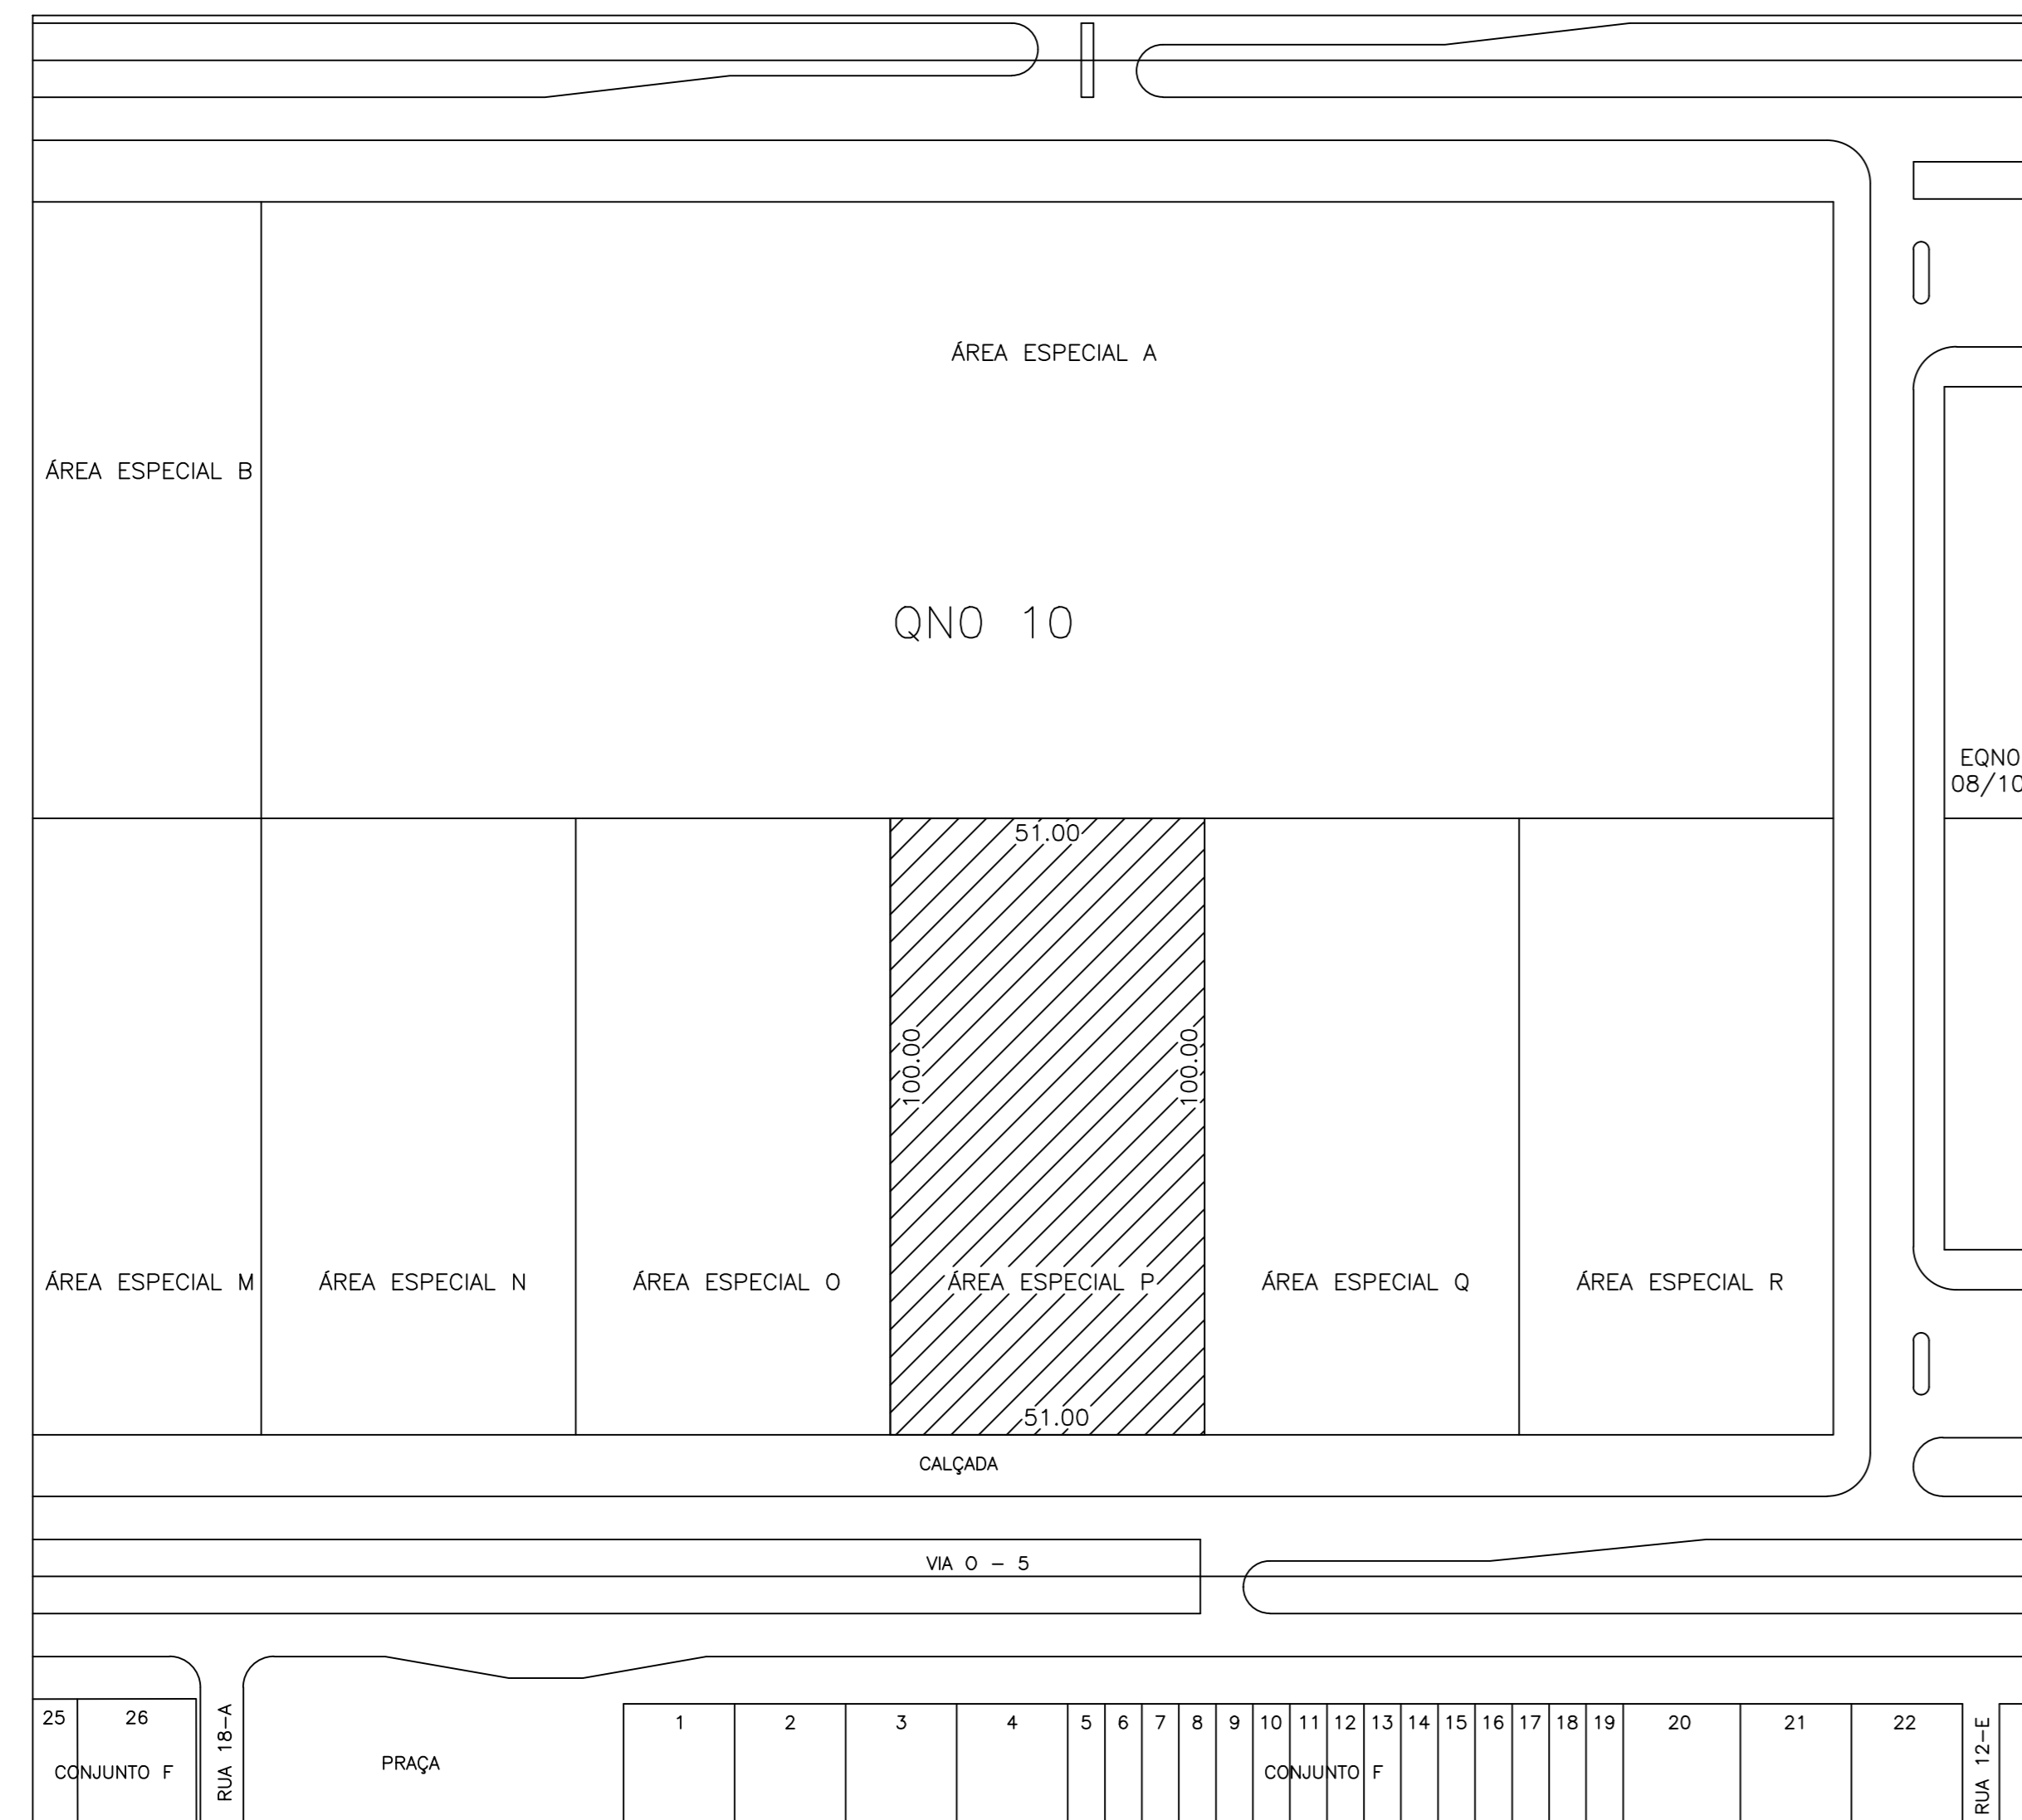 ÁREA ESPECIAL A
ÁREA ESPECIAL B
QNO 10
EQNO
08/10
51.00
100.00
100.00
ÁREA ESPECIAL M
ÁREA ESPECIAL N
ÁREA ESPECIAL O
ÁREA ESPECIAL P
ÁREA ESPECIAL Q
ÁREA ESPECIAL R
51.00
CALÇADA
VIA O - 5
25
26
RUA 18-A
1
2
3
4
5
6
7
8
9
10
11
12
13
14
15
16
17
18
19
20
21
22
RUA 12-E
CONJUNTO F
PRAÇA
CONJUNTO F